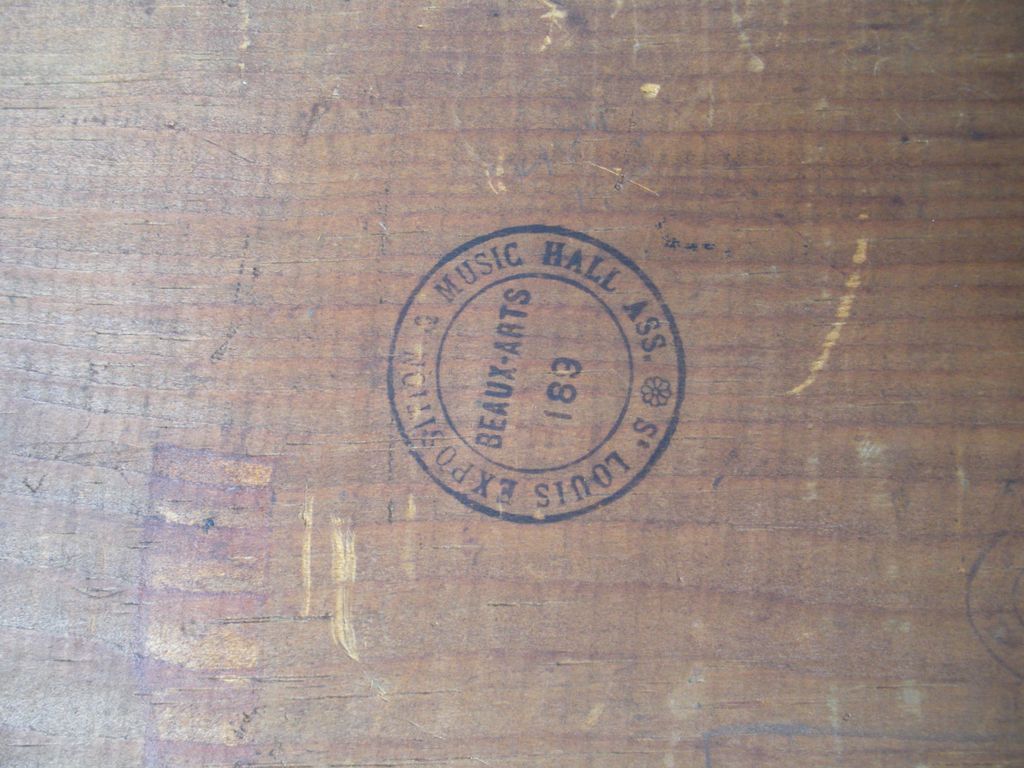 ST LOUIS EXPOSITION & MUSIC HALL ASS.
BEAUX-ARTS
189